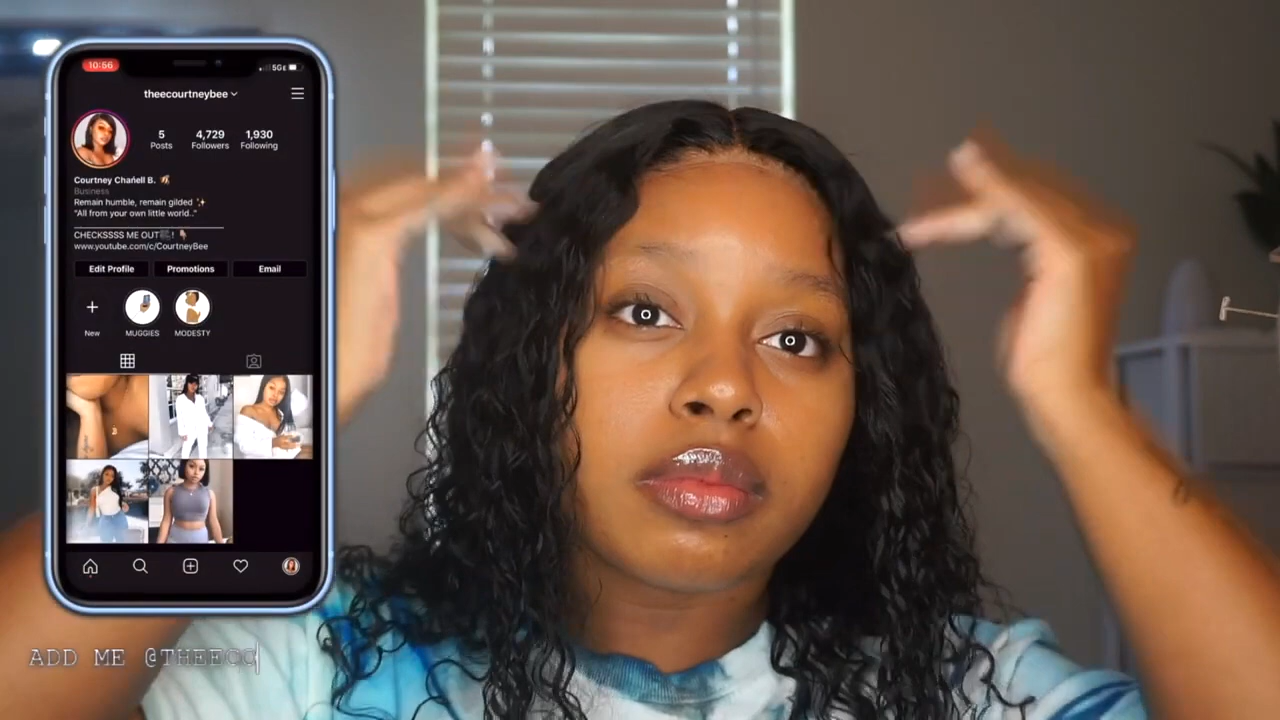 10:56
5GE
theecourtneybee
5 4,729 1,930
Posts Followers Following
Courtney Chańell B.
Business
Remain humble, remain gilded ✨
"All from your own little world.."
CHECKSSSS ME OUT !
www.youtube.com/c/CourtneyBee
Edit Profile Promotions Email
New MUGGIES MODESTY
ADD ME @THEECO